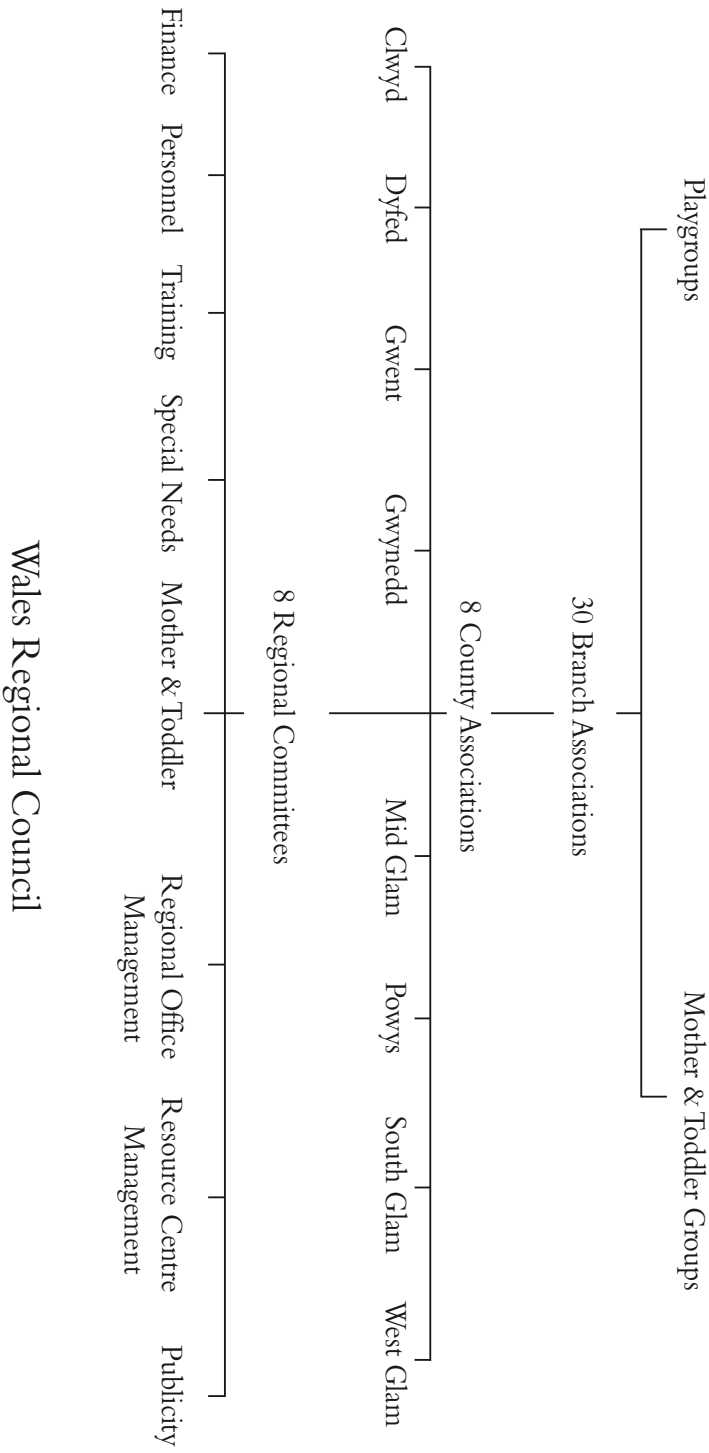 Playgroups
Mother & Toddler Groups
30 Branch Associations
8 County Associations
Clwyd
Dyfed
Gwent
Gwynedd
Mid Glam
Powys
South Glam
West Glam
8 Regional Committees
Finance
Personnel
Training
Special Needs
Mother & Toddler
Regional Office
Management
Resource Centre
Management
Publicity
Wales Regional Council